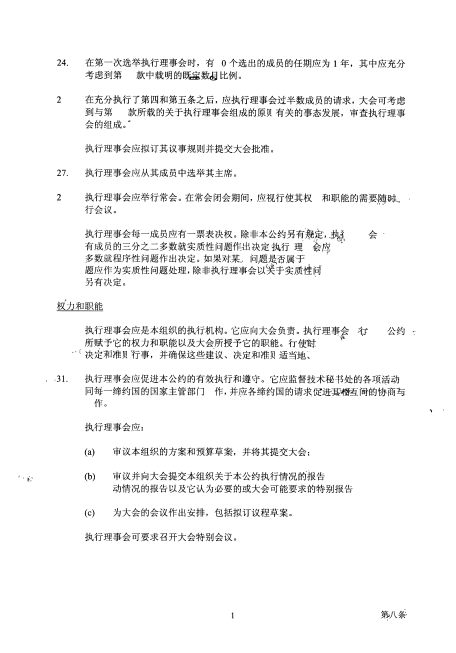 24. 在第一次选举执行理事会时，有 0 个选出的成员的任期应为 1 年，其中应充分
考虑到第 款中载明的既定数目比例。
2 在充分执行了第四和第五条之后，应执行理事会过半数成员的请求，大会可考虑
到与第 款所载的关于执行理事会组成的原则有关的事态发展，审查执行理事
会的组成。
执行理事会应拟订其议事规则并提交大会批准。
27. 执行理事会应从其成员中选举其主席。
2 执行理事会应举行常会。在常会闭会期间，应视行使其权 和职能的需要随时
行会议。
执行理事会每一成员应有一票表决权。除非本公约另有规定，执行 会
有成员的三分之二多数就实质性问题作出决定 执行 理 会应
多数就程序性问题作出决定。如果对某 问题是否属于
题应作为实质性问题处理，除非执行理事会以关于实质性问
另有决定。
权力和职能
执行理事会应是本组织的执行机构。它应向大会负责。执行理事会 行 公约
所赋予它的权力和职能以及大会所授予它的职能。行使时
决定和准则行事，并确保这些建议、决定和准则适当地、
31. 执行理事会应促进本公约的有效执行和遵守。它应监督技术秘书处的各项活动
同每一缔约国的国家主管部门 作，并应各缔约国的请求促进其相互间的协商与
作。
执行理事会应：
(a) 审议本组织的方案和预算草案，并将其提交大会；
(b) 审议并向大会提交本组织关于本公约执行情况的报告
动情况的报告以及它认为必要的或大会可能要求的特别报告
(c) 为大会的会议作出安排，包括拟订议程草案。
执行理事会可要求召开大会特别会议。
1 第八条